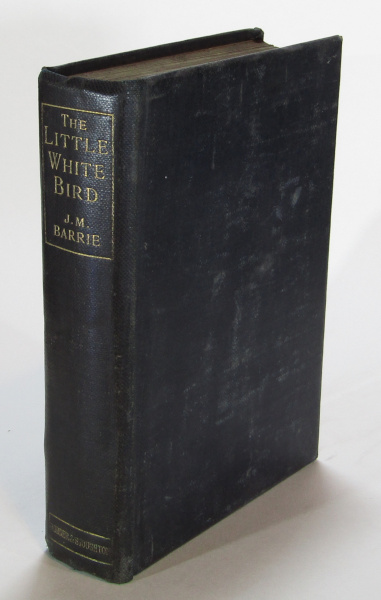 THE
LITTLE
WHITE
BIRD
J.M.
BARRIE